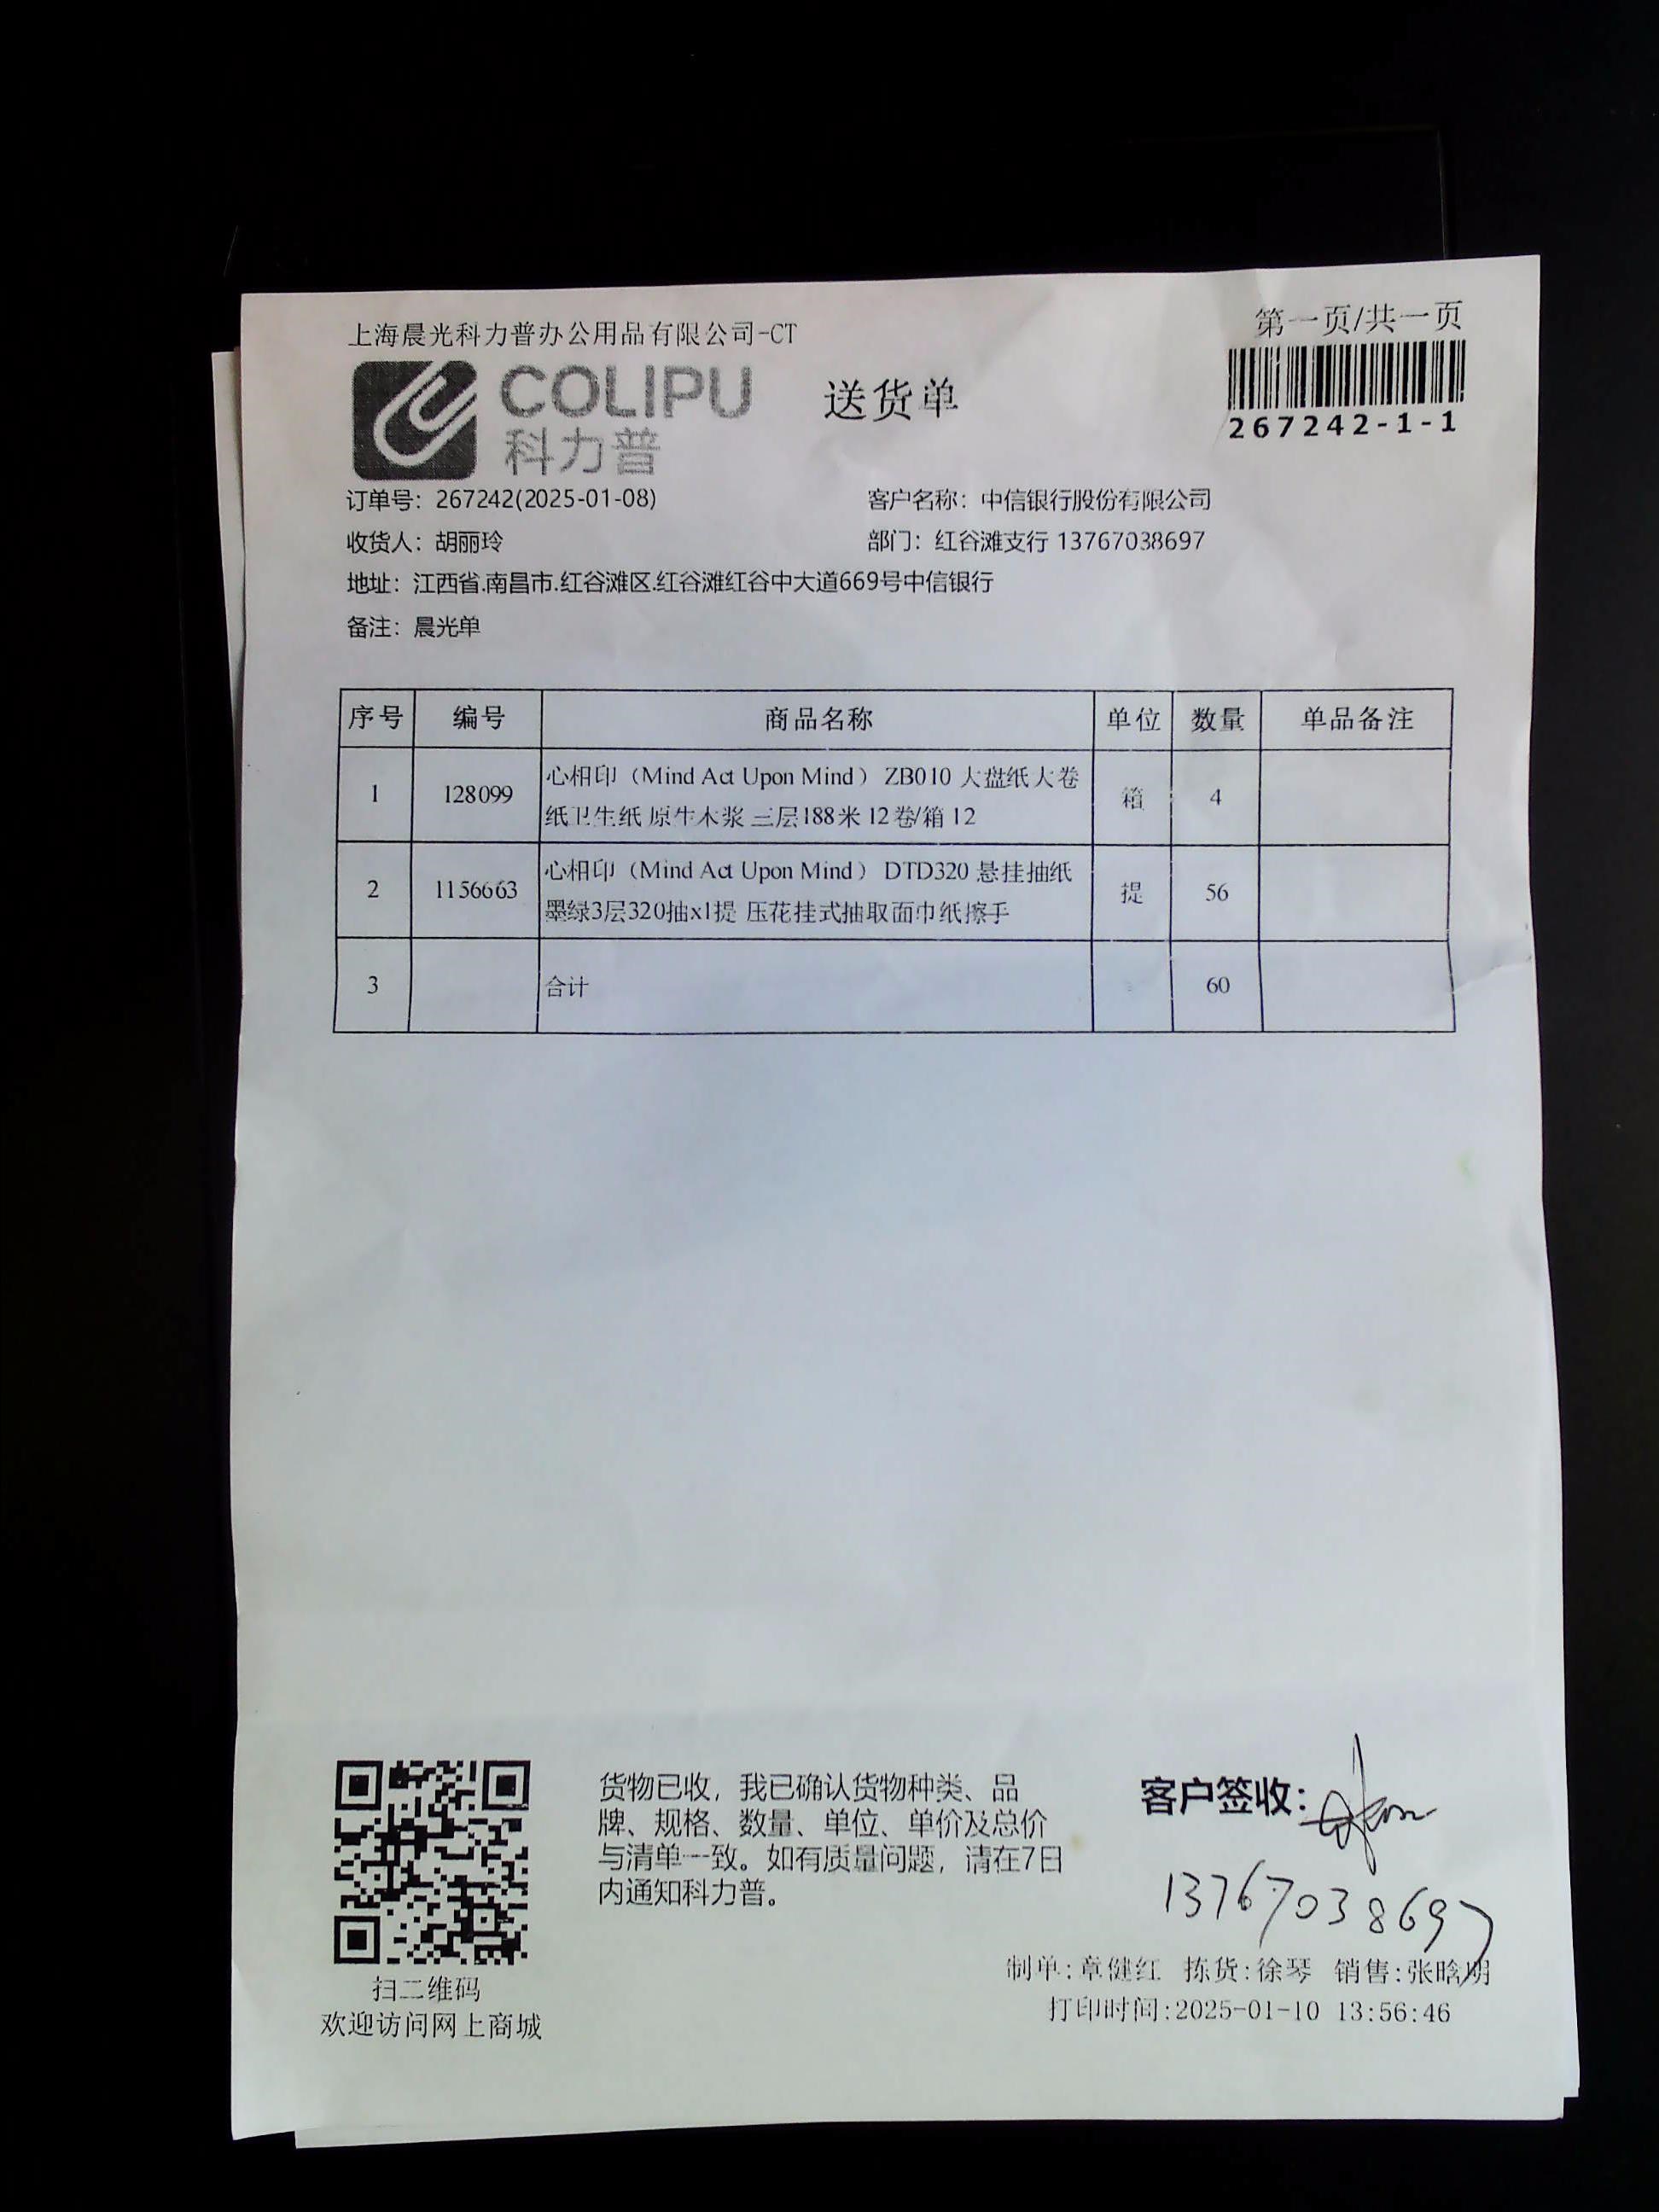 上海晨光科力普办公用品有限公司-CT
第一页/共一页
COLIPU
科力普
送货单
267242-1-1
订单号：267242(2025-01-08)
客户名称：中信银行股份有限公司
收货人：胡丽玲
部门：红谷滩支行 13767038697
地址：江西省.南昌市.红谷滩区.红谷滩红谷中大道669号中信银行
备注：晨光单
序号 编号 商品名称 单位 数量 单品备注
1 128099 心相印（Mind Act Upon Mind）ZB010 大盘纸大卷
纸卫生纸 原生木浆 三层188米 12卷/箱 12 箱 4
2 1156663 心相印（Mind Act Upon Mind）DTD320 悬挂抽纸
墨绿3层320抽x1提 压花挂式抽取面巾纸擦手 提 56
3 合计 60
货物已收，我已确认货物种类、品
牌、规格、数量、单位、单价及总价
与清单一致。如有质量问题，请在7日
内通知科力普。
客户签收：
13767038697
扫二维码
欢迎访问网上商城
制单:章健红 拣货:徐琴 销售:张晗明
打印时间:2025-01-10 13:56:46